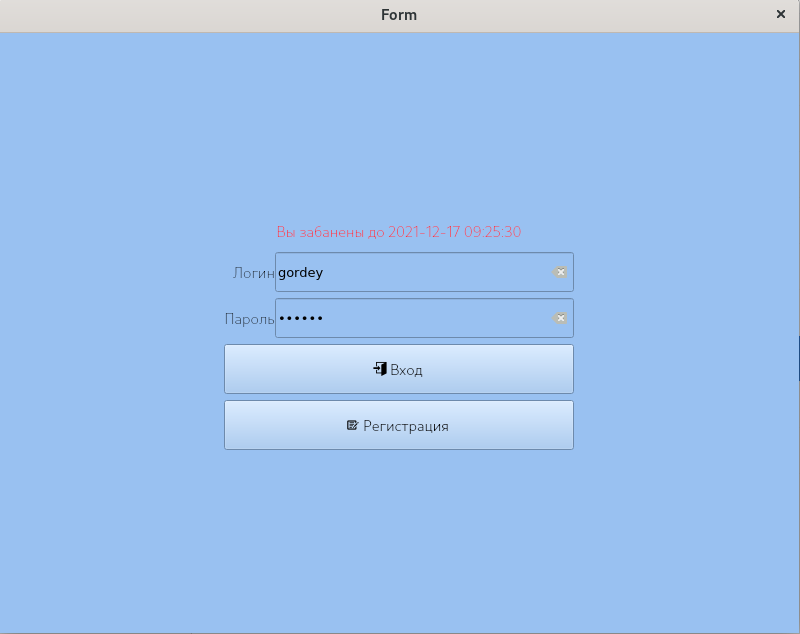 Form
Вы забанены до 2021-12-17 09:25:30
Логин gordey
Пароль ••••••
Вход
Регистрация